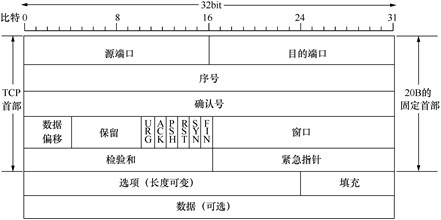 32bit
比特 0 8 16 24 31
源端口 目的端口
序号
TCP
首部
20B的
固定首部
确认号
数据
偏移
保留
URG
ACK
PSH
RST
SYN
FIN
窗口
检验和 紧急指针
选项（长度可变） 填充
数据（可选）